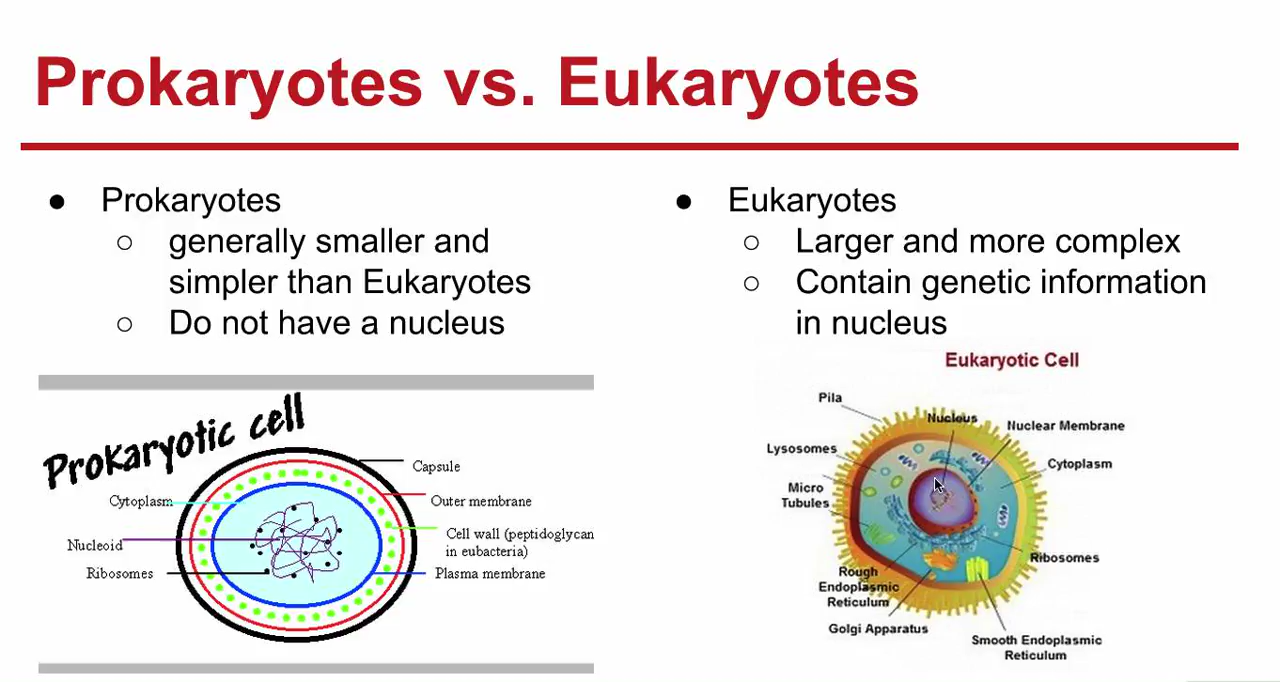 Prokaryotes vs. Eukaryotes
● Prokaryotes
○ generally smaller and
simpler than Eukaryotes
○ Do not have a nucleus
● Eukaryotes
○ Larger and more complex
○ Contain genetic information
in nucleus
Prokaryotic cell
Capsule
Cytoplasm
Outer membrane
Cell wall (peptidoglycan
in eubacteria)
Nucleoid
Ribosomes
Plasma membrane
Eukaryotic Cell
Pila
Nucleus
Nuclear Membrane
Lysosomes
Cytoplasm
Micro
Tubules
Ribosomes
Rough
Endoplasmic
Reticulum
Golgi Apparatus
Smooth Endoplasmic
Reticulum